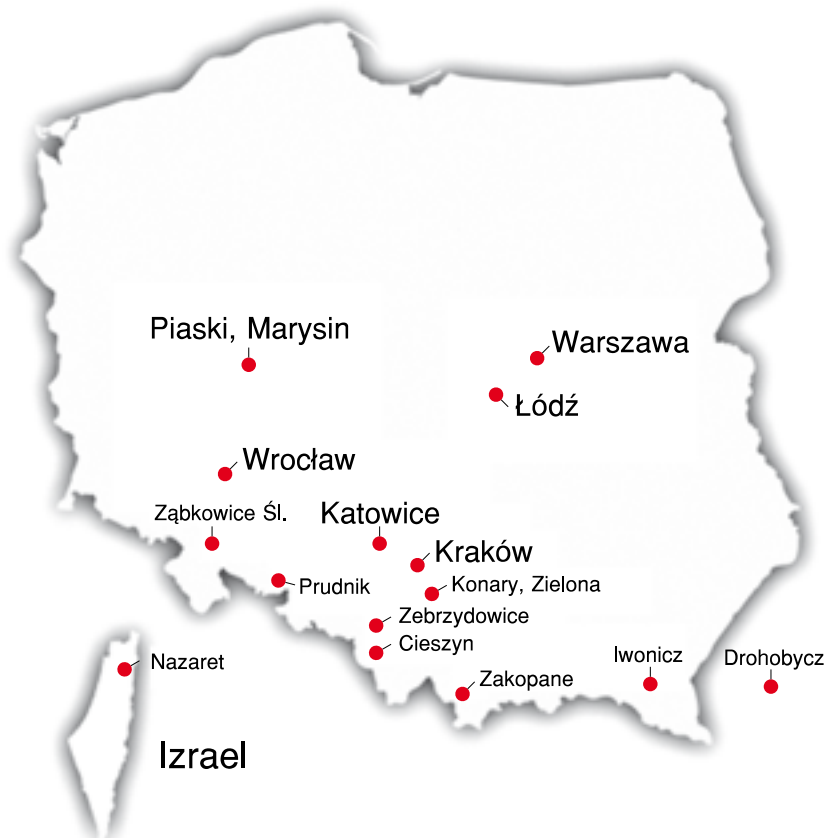 Piaski, Marysin
Warszawa
Łódź
Wrocław
Ząbkowice Śl.
Katowice
Kraków
Prudnik
Konary, Zielona
Zebrzydowice
Cieszyn
Nazaret
Zakopane
Iwonicz
Drohobycz
Izrael